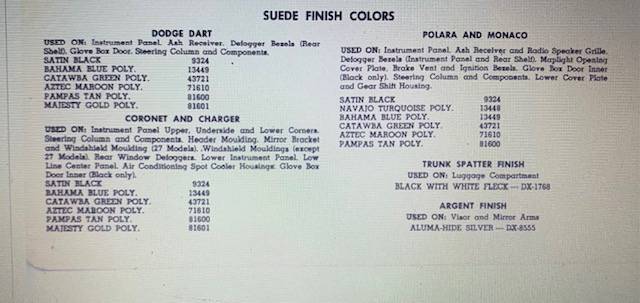 SUEDE FINISH COLORS
DODGE DART
USED ON: Instrument Panel. Ash Receiver. Defogger Bezels (Rear
Shelf). Glove Box Door. Steering Column and Components.
SATIN BLACK 9324
BAHAMA BLUE POLY. 13449
CATAWBA GREEN POLY. 43721
AZTEC MAROON POLY. 71610
PAMPAS TAN POLY. 81600
MAJESTY GOLD POLY. 81601
CORONET AND CHARGER
USED ON: Instrument Panel Upper, Underside and Lower Corners.
Steering Column and Components. Header Moulding. Mirror Bracket
and Windshield Moulding (27 Models). Windshield Mouldings (except
27 Models). Rear Window Defoggers. Lower Instrument Panel. Low
Line Center Panel. Air Conditioning Spot Cooler Housings. Glove Box
Door Inner (Black only).
SATIN BLACK 9324
BAHAMA BLUE POLY. 13449
CATAWBA GREEN POLY. 43721
AZTEC MAROON POLY. 71610
PAMPAS TAN POLY. 81600
MAJESTY GOLD POLY. 81601
POLARA AND MONACO
USED ON: Instrument Panel. Ash Receiver and Radio Speaker Grille.
Defogger Bezels (Instrument Panel and Rear Shelf). Maplight Opening
Cover Plate. Brake Vent and Ignition Bezels. Glove Box Door Inner
(Black only). Steering Column and Components. Lower Cover Plate
and Gear Shift Housing.
SATIN BLACK 9324
NAVAJO TURQUOISE POLY. 13448
BAHAMA BLUE POLY. 13449
CATAWBA GREEN POLY. 43721
AZTEC MAROON POLY. 71610
PAMPAS TAN POLY. 81600
TRUNK SPATTER FINISH
USED ON: Luggage Compartment
BLACK WITH WHITE FLECK — DX-1768
ARGENT FINISH
USED ON: Visor and Mirror Arms
ALUMA-HIDE SILVER — DX-8555